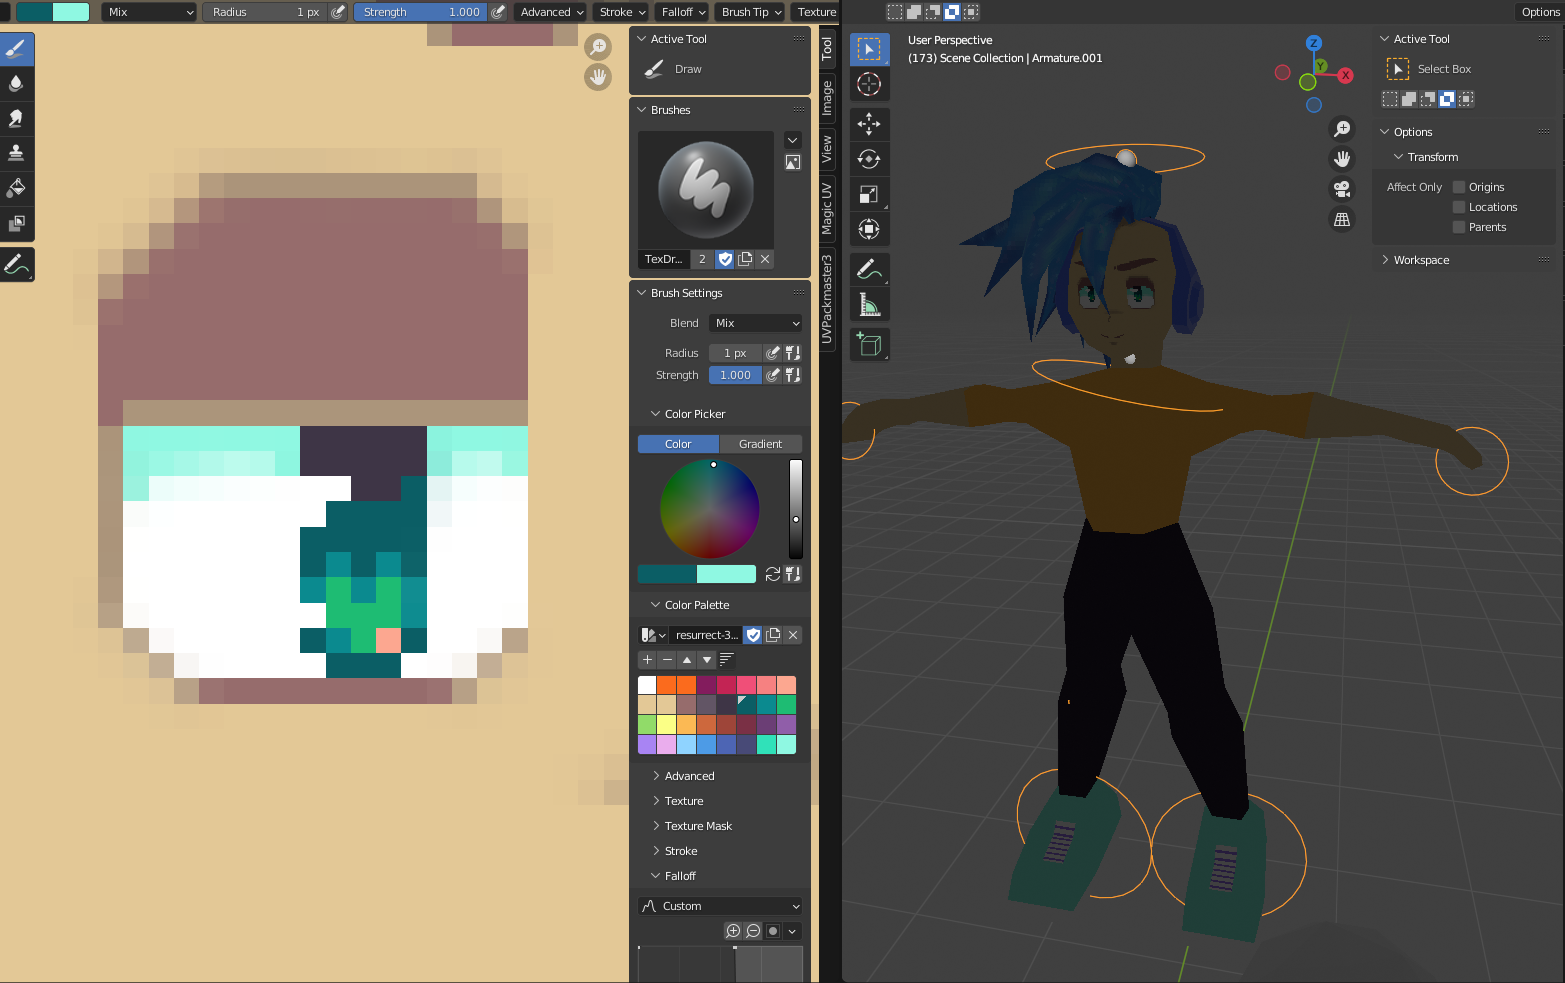 Mix
Radius 1 px
Strength 1.000
Advanced
Stroke
Falloff
Brush Tip
Texture
Options
Active Tool
Draw
Brushes
TexDr...
2
Brush Settings
Blend Mix
Radius 1 px
Strength 1.000
Color Picker
Color
Gradient
Color Palette
resurrect-3...
Advanced
Texture
Texture Mask
Stroke
Falloff
Custom
Tool
Image
View
Magic UV
UVPackmaster3
User Perspective
(173) Scene Collection | Armature.001
Z
Y
X
Active Tool
Select Box
Options
Transform
Affect Only Origins
Locations
Parents
Workspace